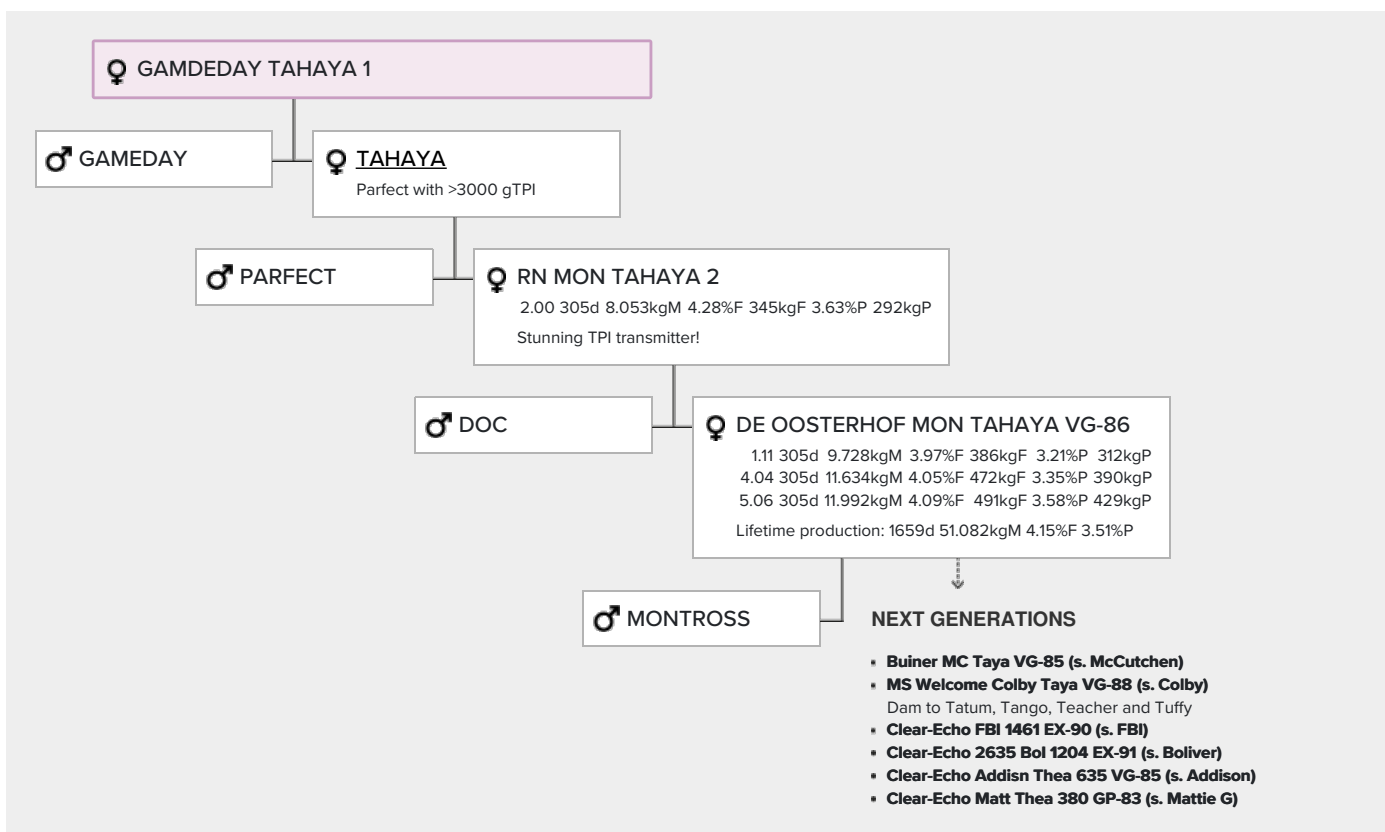 GAMDEDAY TAHAYA 1
GAMEDAY
TAHAYA
Parfect with >3000 gTPI
PARFECT
RN MON TAHAYA 2
2.00 305d 8.053kgM 4.28%F 345kgF 3.63%P 292kgP
Stunning TPI transmitter!
DOC
DE OOSTERHOF MON TAHAYA VG-86
1.11 305d 9.728kgM 3.97%F 386kgF 3.21%P 312kgP
4.04 305d 11.634kgM 4.05%F 472kgF 3.35%P 390kgP
5.06 305d 11.992kgM 4.09%F 491kgF 3.58%P 429kgP
Lifetime production: 1659d 51.082kgM 4.15%F 3.51%P
MONTROSS
NEXT GENERATIONS
• Buiner MC Taya VG-85 (s. McCutchen)
• MS Welcome Colby Taya VG-88 (s. Colby)
Dam to Tatum, Tango, Teacher and Tuffy
• Clear-Echo FBI 1461 EX-90 (s. FBI)
• Clear-Echo 2635 Bol 1204 EX-91 (s. Boliver)
• Clear-Echo Addisn Thea 635 VG-85 (s. Addison)
• Clear-Echo Matt Thea 380 GP-83 (s. Mattie G)